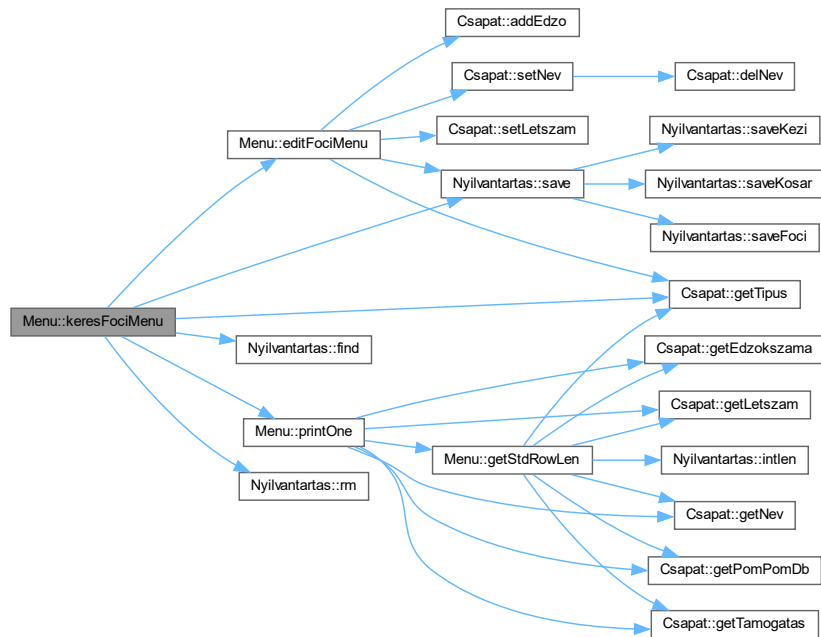 Csapat::addEdzo
Csapat::setNev
Csapat::delNev
Csapat::setLetszam
Nyilvantartas::saveKezi
Menu::editFociMenu
Nyilvantartas::save
Nyilvantartas::saveKosar
Nyilvantartas::saveFoci
Csapat::getTipus
Menu::keresFociMenu
Nyilvantartas::find
Csapat::getEdzokszama
Csapat::getLetszam
Menu::printOne
Menu::getStdRowLen
Nyilvantartas::intlen
Nyilvantartas::rm
Csapat::getNev
Csapat::getPomPomDb
Csapat::getTamogatas